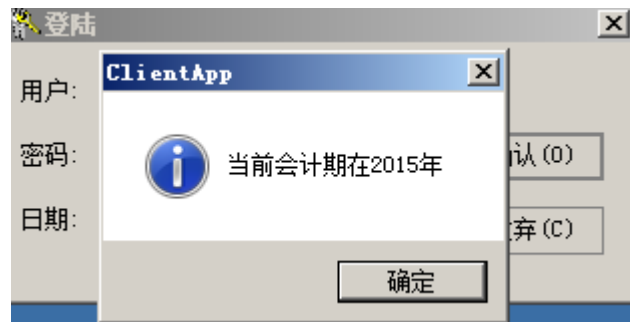 登陆
ClientApp
用户:
当前会计期在2015年
密码:
认(O)
日期:
弃(C)
确定